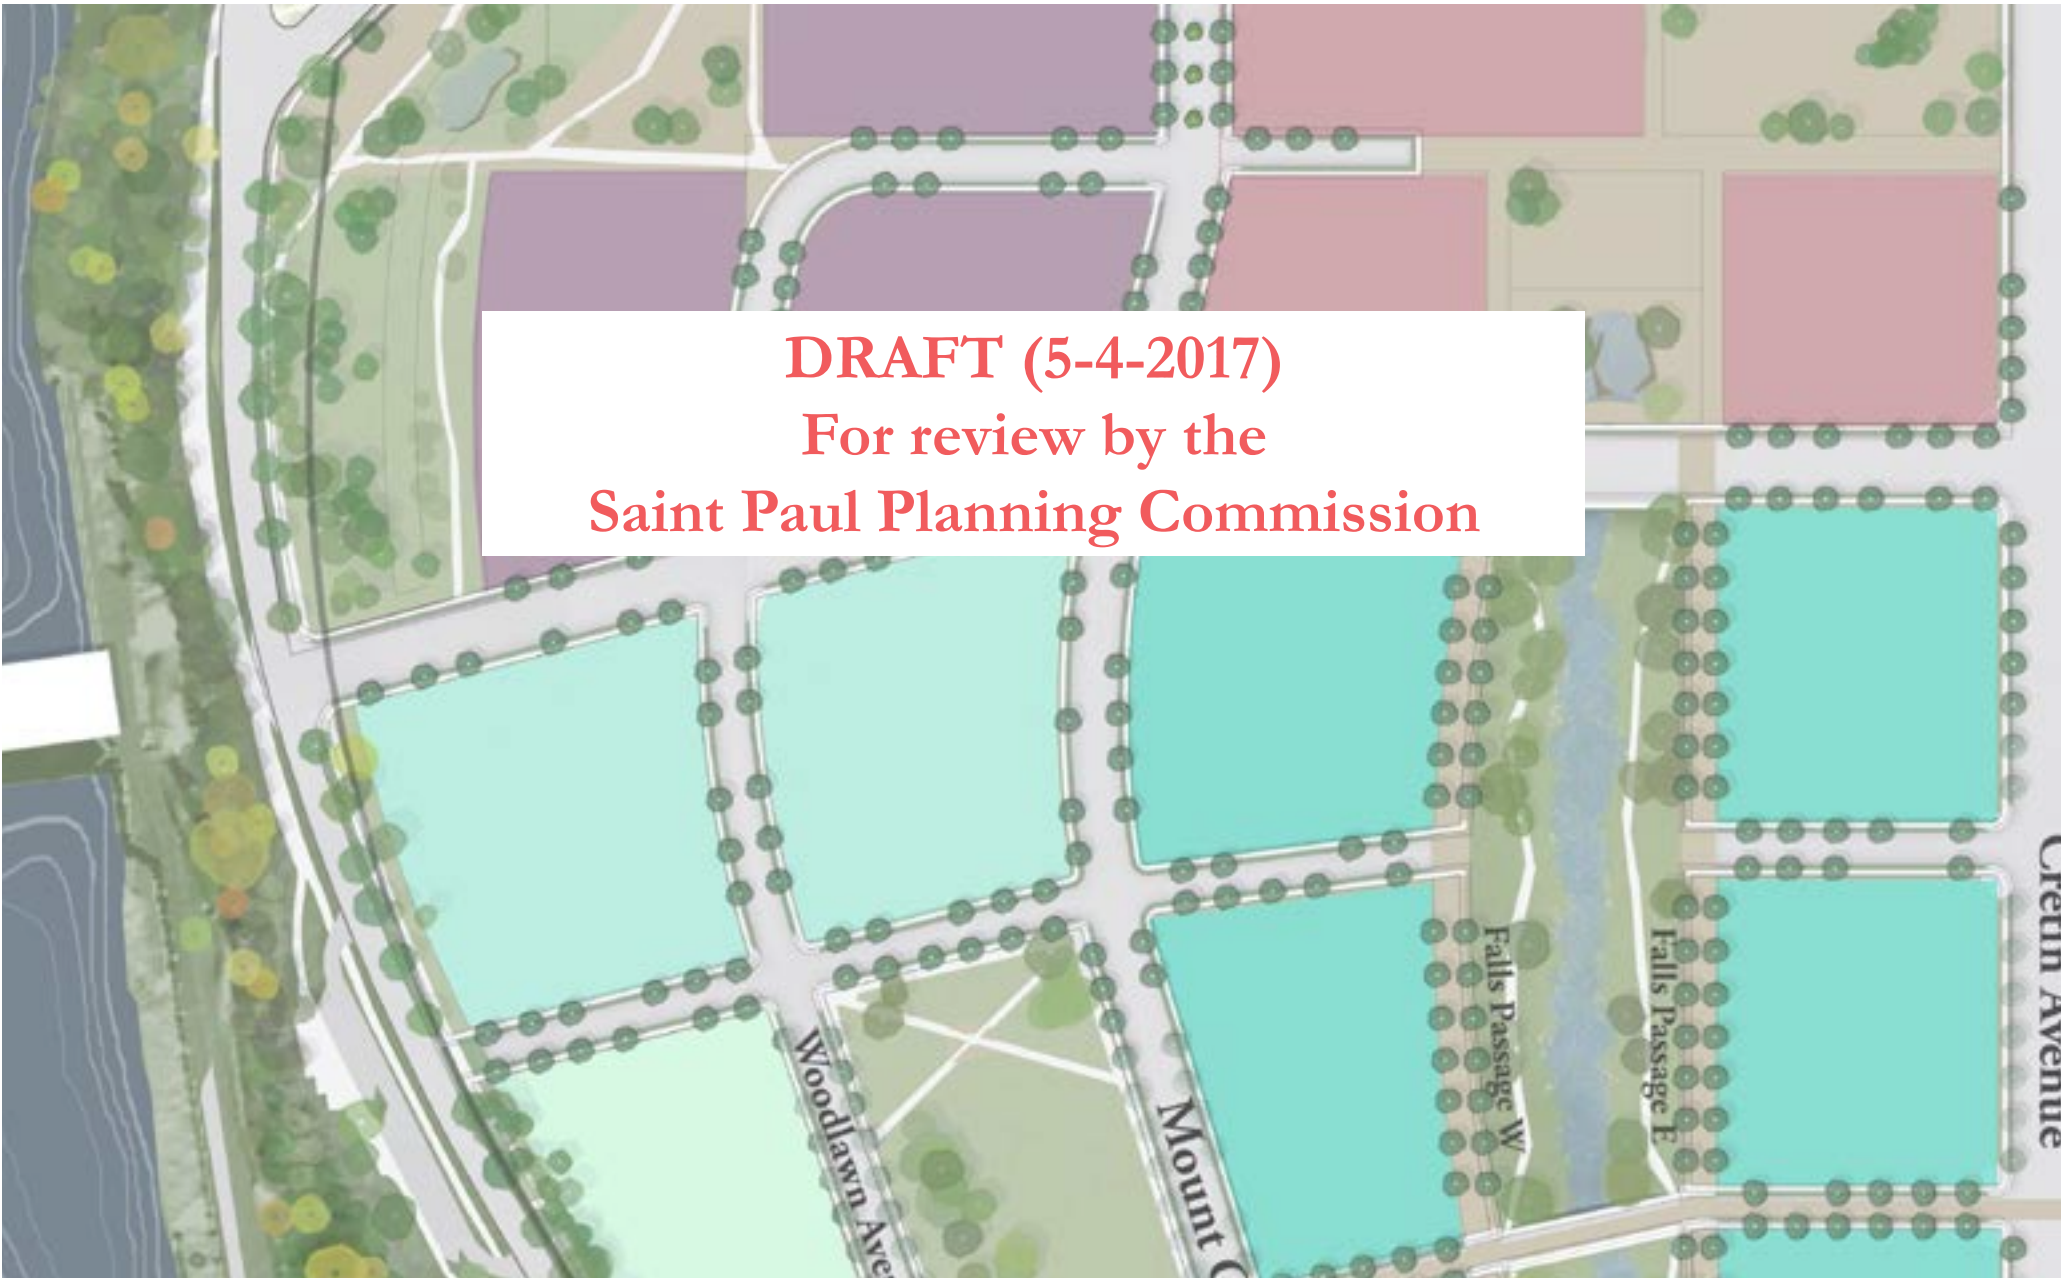 DRAFT (5-4-2017)
For review by the
Saint Paul Planning Commission
Cretin Avenue
Falls Passage W
Falls Passage E
Woodlawn Ave
Mount